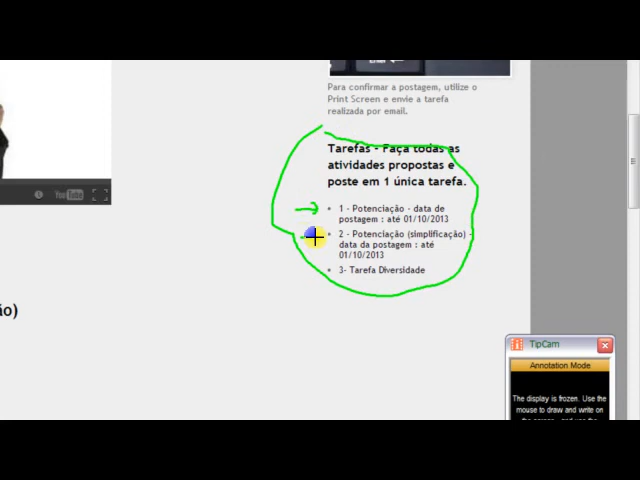 Enter
Para confirmar a postagem, utilize o
Print Screen e envie a tarefa
realizada por email.
Tarefas - Faça todas as
atividades propostas e
poste em 1 única tarefa.
1 - Potenciação - data de
postagem : até 01/10/2013
2 - Potenciação (simplificação) -
data da postagem : até
01/10/2013
3- Tarefa Diversidade
YouTube
ão)
TipCam
Annotation Mode
The display is frozen. Use the
mouse to draw and write on